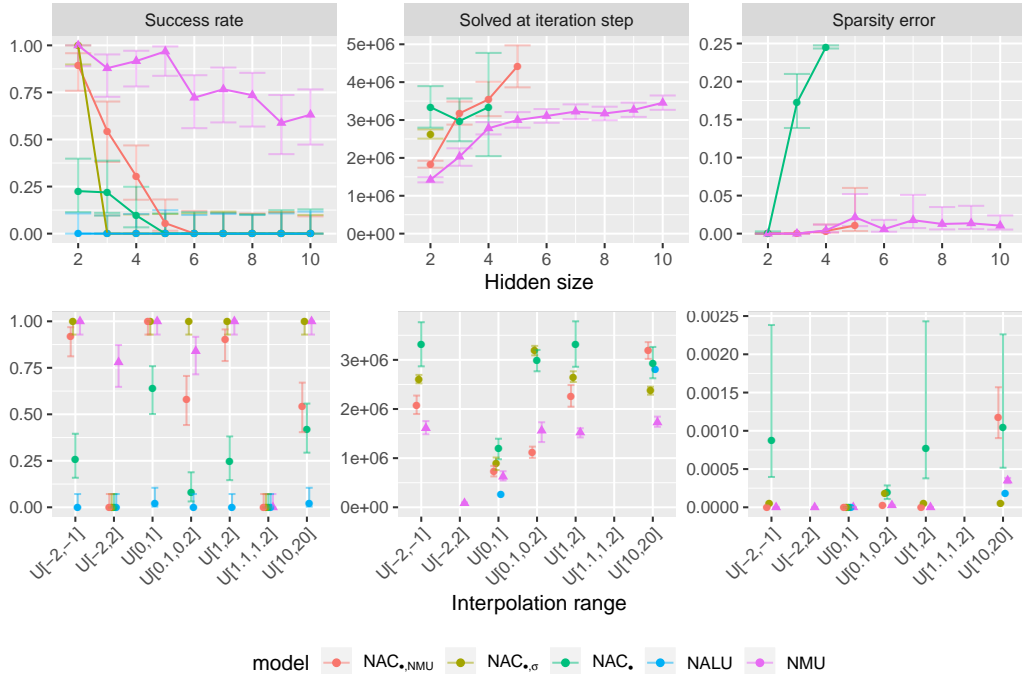 Success rate
Solved at iteration step
Sparsity error
1.00
0.75
0.50
0.25
0.00
5e+06
4e+06
3e+06
2e+06
1e+06
0e+00
0.25
0.20
0.15
0.10
0.05
0.00
2 4 6 8 10
2 4 6 8 10
2 4 6 8 10
Hidden size
1.00
0.75
0.50
0.25
0.00
3e+06
2e+06
1e+06
0e+00
0.0025
0.0020
0.0015
0.0010
0.0005
0.0000
U[-2,-1] U[-2,2] U[0,1] U[0.1,0.2] U[1,2] U[1.1,1.2] U[10,20]
U[-2,-1] U[-2,2] U[0,1] U[0.1,0.2] U[1,2] U[1.1,1.2] U[10,20]
U[-2,-1] U[-2,2] U[0,1] U[0.1,0.2] U[1,2] U[1.1,1.2] U[10,20]
Interpolation range
model NAC•,NMU NAC•,σ NAC• NALU NMU